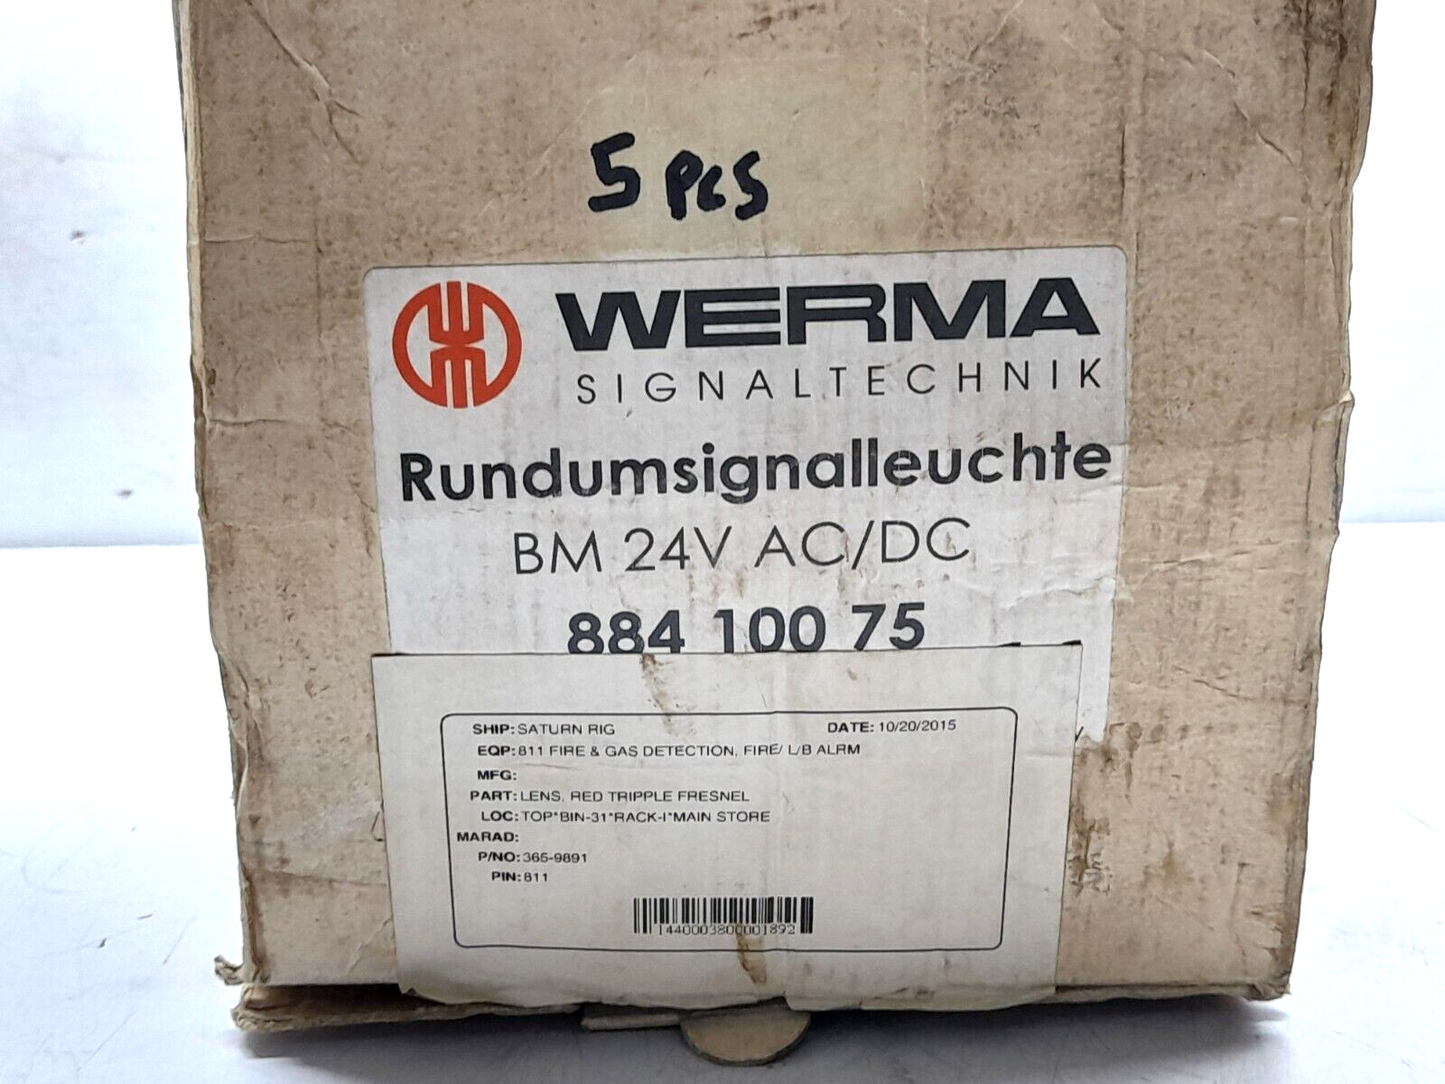 5 PCS
WERMA
SIGNALTECHNIK
Rundumsignalleuchte
BM 24V AC/DC
884 100 75
SHIP: SATURN RIG DATE: 10/20/2015
EQP: 811 FIRE & GAS DETECTION, FIRE/ L/B ALRM
MFG:
PART: LENS, RED TRIPPLE FRESNEL
LOC: TOP*BIN-31*RACK-I*MAIN STORE
MARAD:
P/NO: 365-9891
PIN: 811
1440003800001892